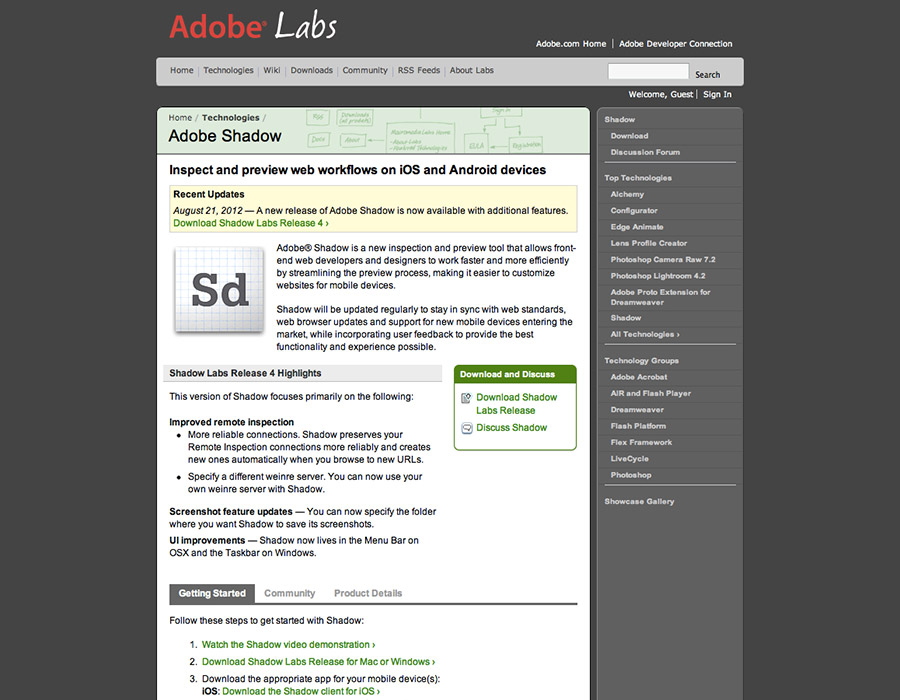 Adobe® Labs
Adobe.com Home | Adobe Developer Connection
Home | Technologies | Wiki | Downloads | Community | RSS Feeds | About Labs
Search
Welcome, Guest | Sign In
Home / Technologies /
Adobe Shadow
Inspect and preview web workflows on iOS and Android devices
Recent Updates
August 21, 2012 — A new release of Adobe Shadow is now available with additional features.
Download Shadow Labs Release 4 ›
Sd
Adobe® Shadow is a new inspection and preview tool that allows front-
end web developers and designers to work faster and more efficiently
by streamlining the preview process, making it easier to customize
websites for mobile devices.
Shadow will be updated regularly to stay in sync with web standards,
web browser updates and support for new mobile devices entering the
market, while incorporating user feedback to provide the best
functionality and experience possible.
Shadow Labs Release 4 Highlights
This version of Shadow focuses primarily on the following:
Improved remote inspection
• More reliable connections. Shadow preserves your
Remote Inspection connections more reliably and creates
new ones automatically when you browse to new URLs.
• Specify a different weinre server. You can now use your
own weinre server with Shadow.
Screenshot feature updates — You can now specify the folder
where you want Shadow to save its screenshots.
UI improvements — Shadow now lives in the Menu Bar on
OSX and the Taskbar on Windows.
Download and Discuss
Download Shadow
Labs Release
Discuss Shadow
Getting Started
Community
Product Details
Follow these steps to get started with Shadow:
1. Watch the Shadow video demonstration ›
2. Download Shadow Labs Release for Mac or Windows ›
3. Download the appropriate app for your mobile device(s):
iOS: Download the Shadow client for iOS ›
Shadow
Download
Discussion Forum
Top Technologies
Alchemy
Configurator
Edge Animate
Lens Profile Creator
Photoshop Camera Raw 7.2
Photoshop Lightroom 4.2
Adobe Proto Extension for
Dreamweaver
Shadow
All Technologies ›
Technology Groups
Adobe Acrobat
AIR and Flash Player
Dreamweaver
Flash Platform
Flex Framework
LiveCycle
Photoshop
Showcase Gallery